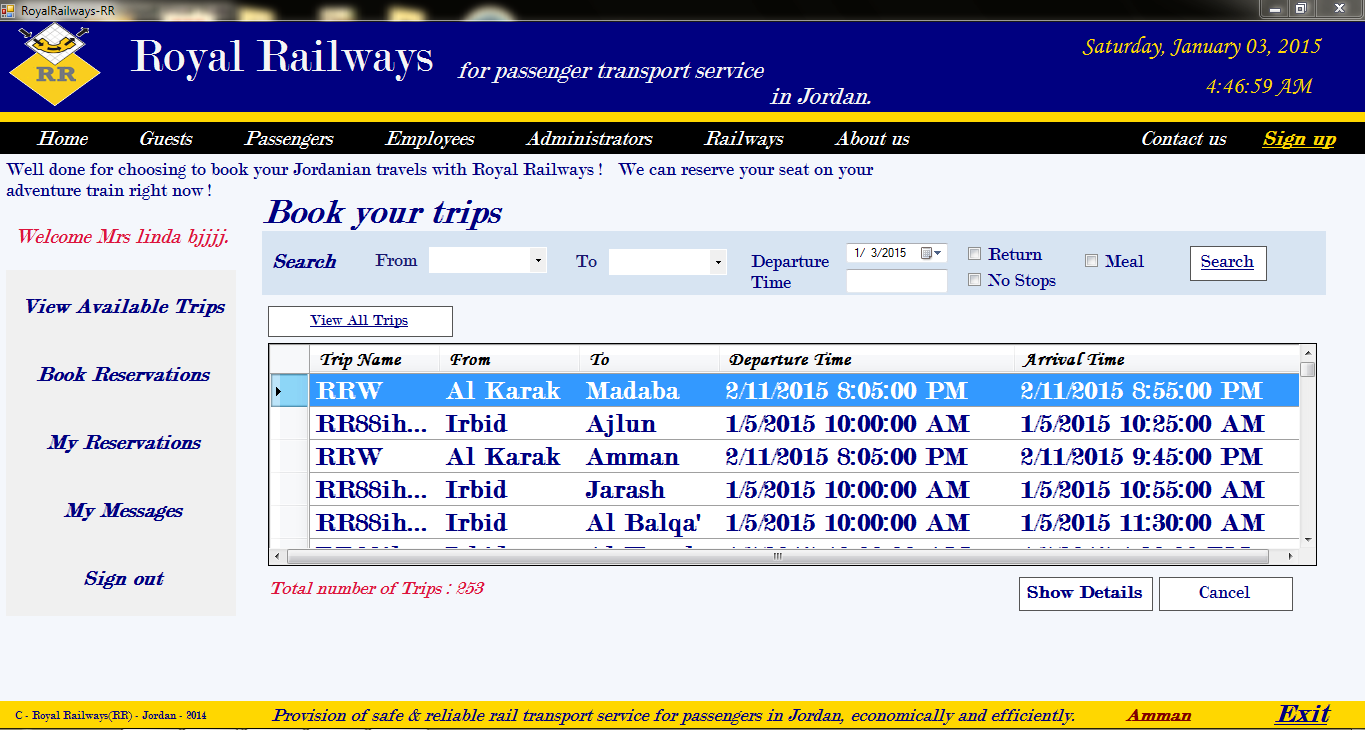 RoyalRailways-RR
RR
Royal Railways
for passenger transport service
in Jordan.
Saturday, January 03, 2015
4:46:59 AM
Home Guests Passengers Employees Administrators Railways About us Contact us Sign up
Well done for choosing to book your Jordanian travels with Royal Railways ! We can reserve your seat on your
adventure train right now !
Welcome Mrs linda bjjjj.
View Available Trips
Book Reservations
My Reservations
My Messages
Sign out
Book your trips
Search From To Departure 1/ 3/2015 Return Meal Search
Time No Stops
View All Trips
Trip Name From To Departure Time Arrival Time
RRW Al Karak Madaba 2/11/2015 8:05:00 PM 2/11/2015 8:55:00 PM
RR88ih... Irbid Ajlun 1/5/2015 10:00:00 AM 1/5/2015 10:25:00 AM
RRW Al Karak Amman 2/11/2015 8:05:00 PM 2/11/2015 9:45:00 PM
RR88ih... Irbid Jarash 1/5/2015 10:00:00 AM 1/5/2015 10:55:00 AM
RR88ih... Irbid Al Balqa' 1/5/2015 10:00:00 AM 1/5/2015 11:30:00 AM
Total number of Trips : 253
Show Details Cancel
C - Royal Railways(RR) - Jordan - 2014
Provision of safe & reliable rail transport service for passengers in Jordan, economically and efficiently.
Amman
Exit